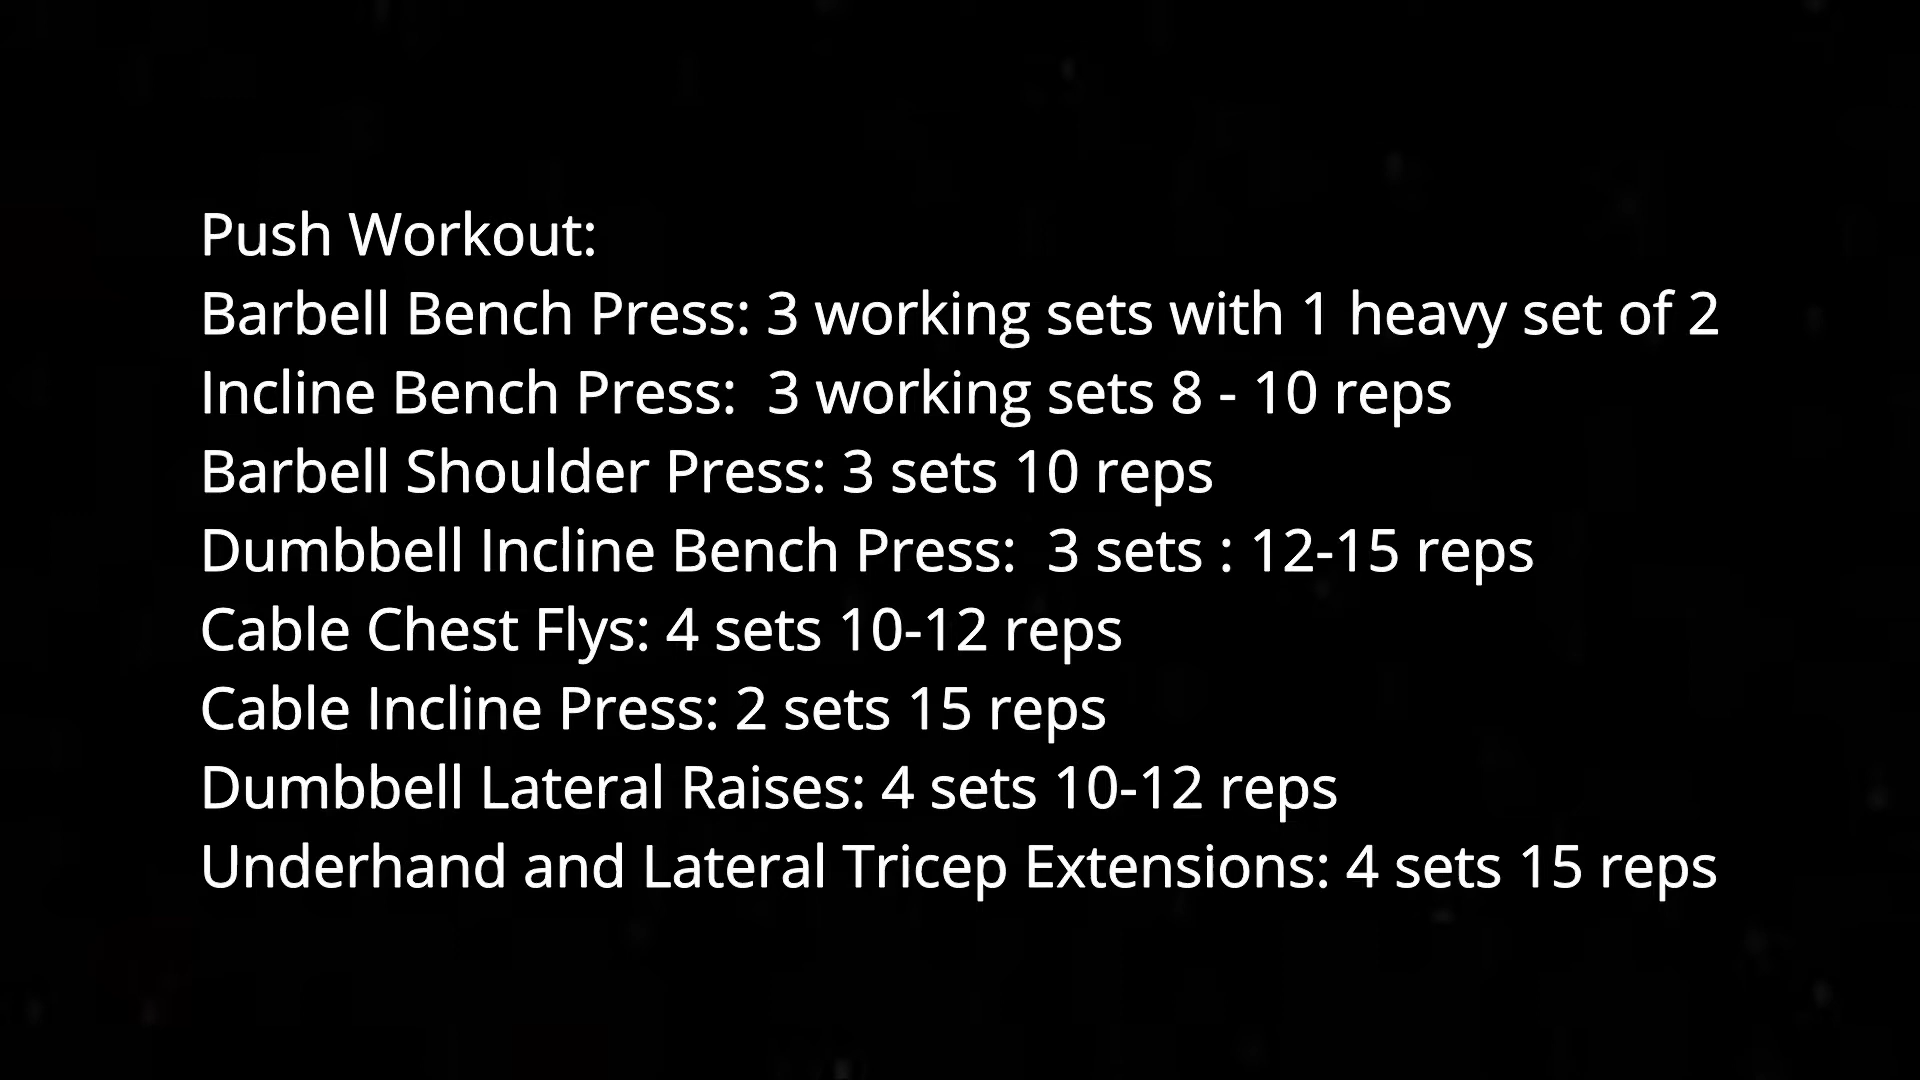 Push Workout:
Barbell Bench Press: 3 working sets with 1 heavy set of 2
Incline Bench Press:  3 working sets 8 - 10 reps
Barbell Shoulder Press: 3 sets 10 reps
Dumbbell Incline Bench Press:  3 sets : 12-15 reps
Cable Chest Flys: 4 sets 10-12 reps
Cable Incline Press: 2 sets 15 reps
Dumbbell Lateral Raises: 4 sets 10-12 reps
Underhand and Lateral Tricep Extensions: 4 sets 15 reps